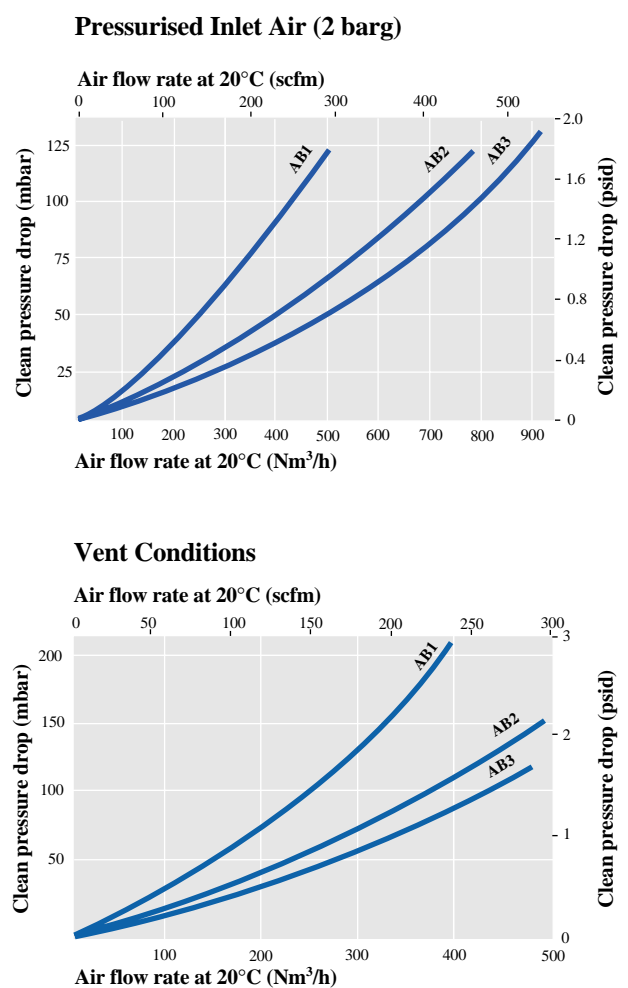 Pressurised Inlet Air (2 barg)
Air flow rate at 20°C (scfm)
0 100 200 300 400 500
Clean pressure drop (mbar)
125
100
75
50
25
AB1
AB2
AB3
2.0
1.6
1.2
0.8
0.4
0
Clean pressure drop (psid)
100 200 300 400 500 600 700 800 900
Air flow rate at 20°C (Nm³/h)
Vent Conditions
Air flow rate at 20°C (scfm)
0 50 100 150 200 250 300
Clean pressure drop (mbar)
200
150
100
50
AB1
AB2
AB3
3
2
1
0
Clean pressure drop (psid)
100 200 300 400 500
Air flow rate at 20°C (Nm³/h)